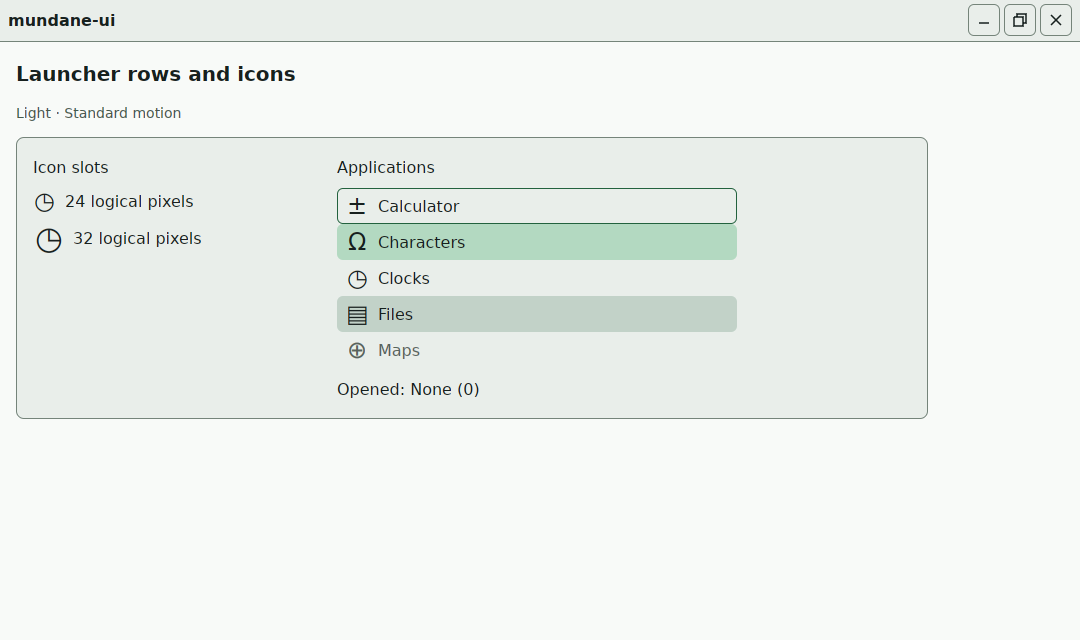 mundane-ui
Launcher rows and icons
Light · Standard motion
Icon slots
24 logical pixels
32 logical pixels
Applications
± Calculator
Ω Characters
Clocks
Files
Maps
Opened: None (0)